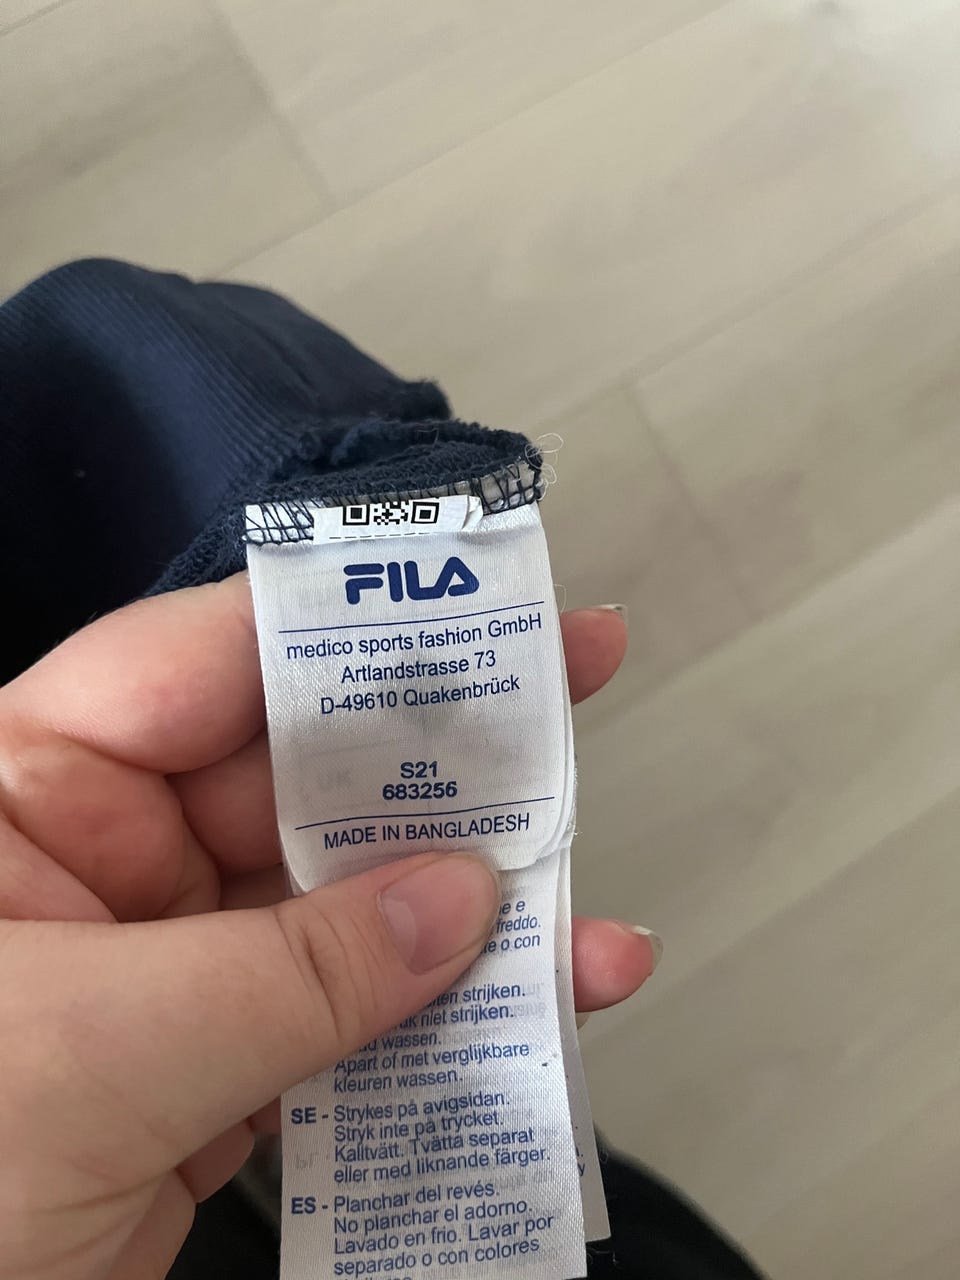 FILA
medico sports fashion GmbH
Artlandstrasse 73
D-49610 Quakenbrück
S21
683256
MADE IN BANGLADESH
e
freddo.
o con
strijken.
niet strijken.
wassen.
Apart of met verglijkbare
kleuren wassen.
SE - Strykes på avigsidan.
Stryk inte på trycket.
Kalltvätt. Tvätta separat
eller med liknande färger.
ES - Planchar del revés.
No planchar el adorno.
Lavado en frio. Lavar por
separado o con colores